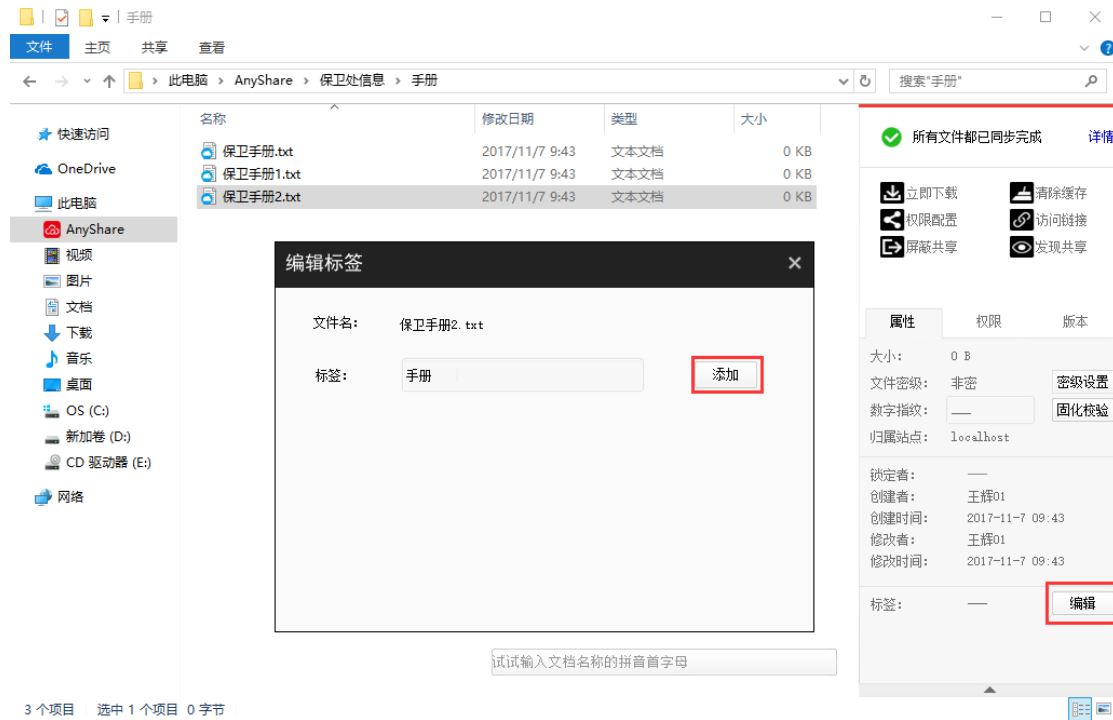 手册
文件 主页 共享 查看
此电脑 AnyShare 保卫处信息 手册 搜索"手册"
名称 修改日期 类型 大小
保卫手册.txt 2017/11/7 9:43 文本文档 0 KB
保卫手册1.txt 2017/11/7 9:43 文本文档 0 KB
保卫手册2.txt 2017/11/7 9:43 文本文档 0 KB
快速访问
OneDrive
此电脑
AnyShare
视频
图片
文档
下载
音乐
桌面
OS (C:)
新加卷 (D:)
CD 驱动器 (E:)
网络
编辑标签
文件名: 保卫手册2.txt
标签: 手册 添加
试试输入文档名称的拼音首字母
所有文件都已同步完成 详情
立即下载 清除缓存
权限配置 访问链接
屏蔽共享 发现共享
属性 权限 版本
大小: 0 B
文件密级: 非密 密级设置
数字指纹: —— 固化校验
归属站点: localhost
锁定者: ——
创建者: 王辉01
创建时间: 2017-11-7 09:43
修改者: 王辉01
修改时间: 2017-11-7 09:43
标签: —— 编辑
3 个项目 选中 1 个项目 0 字节